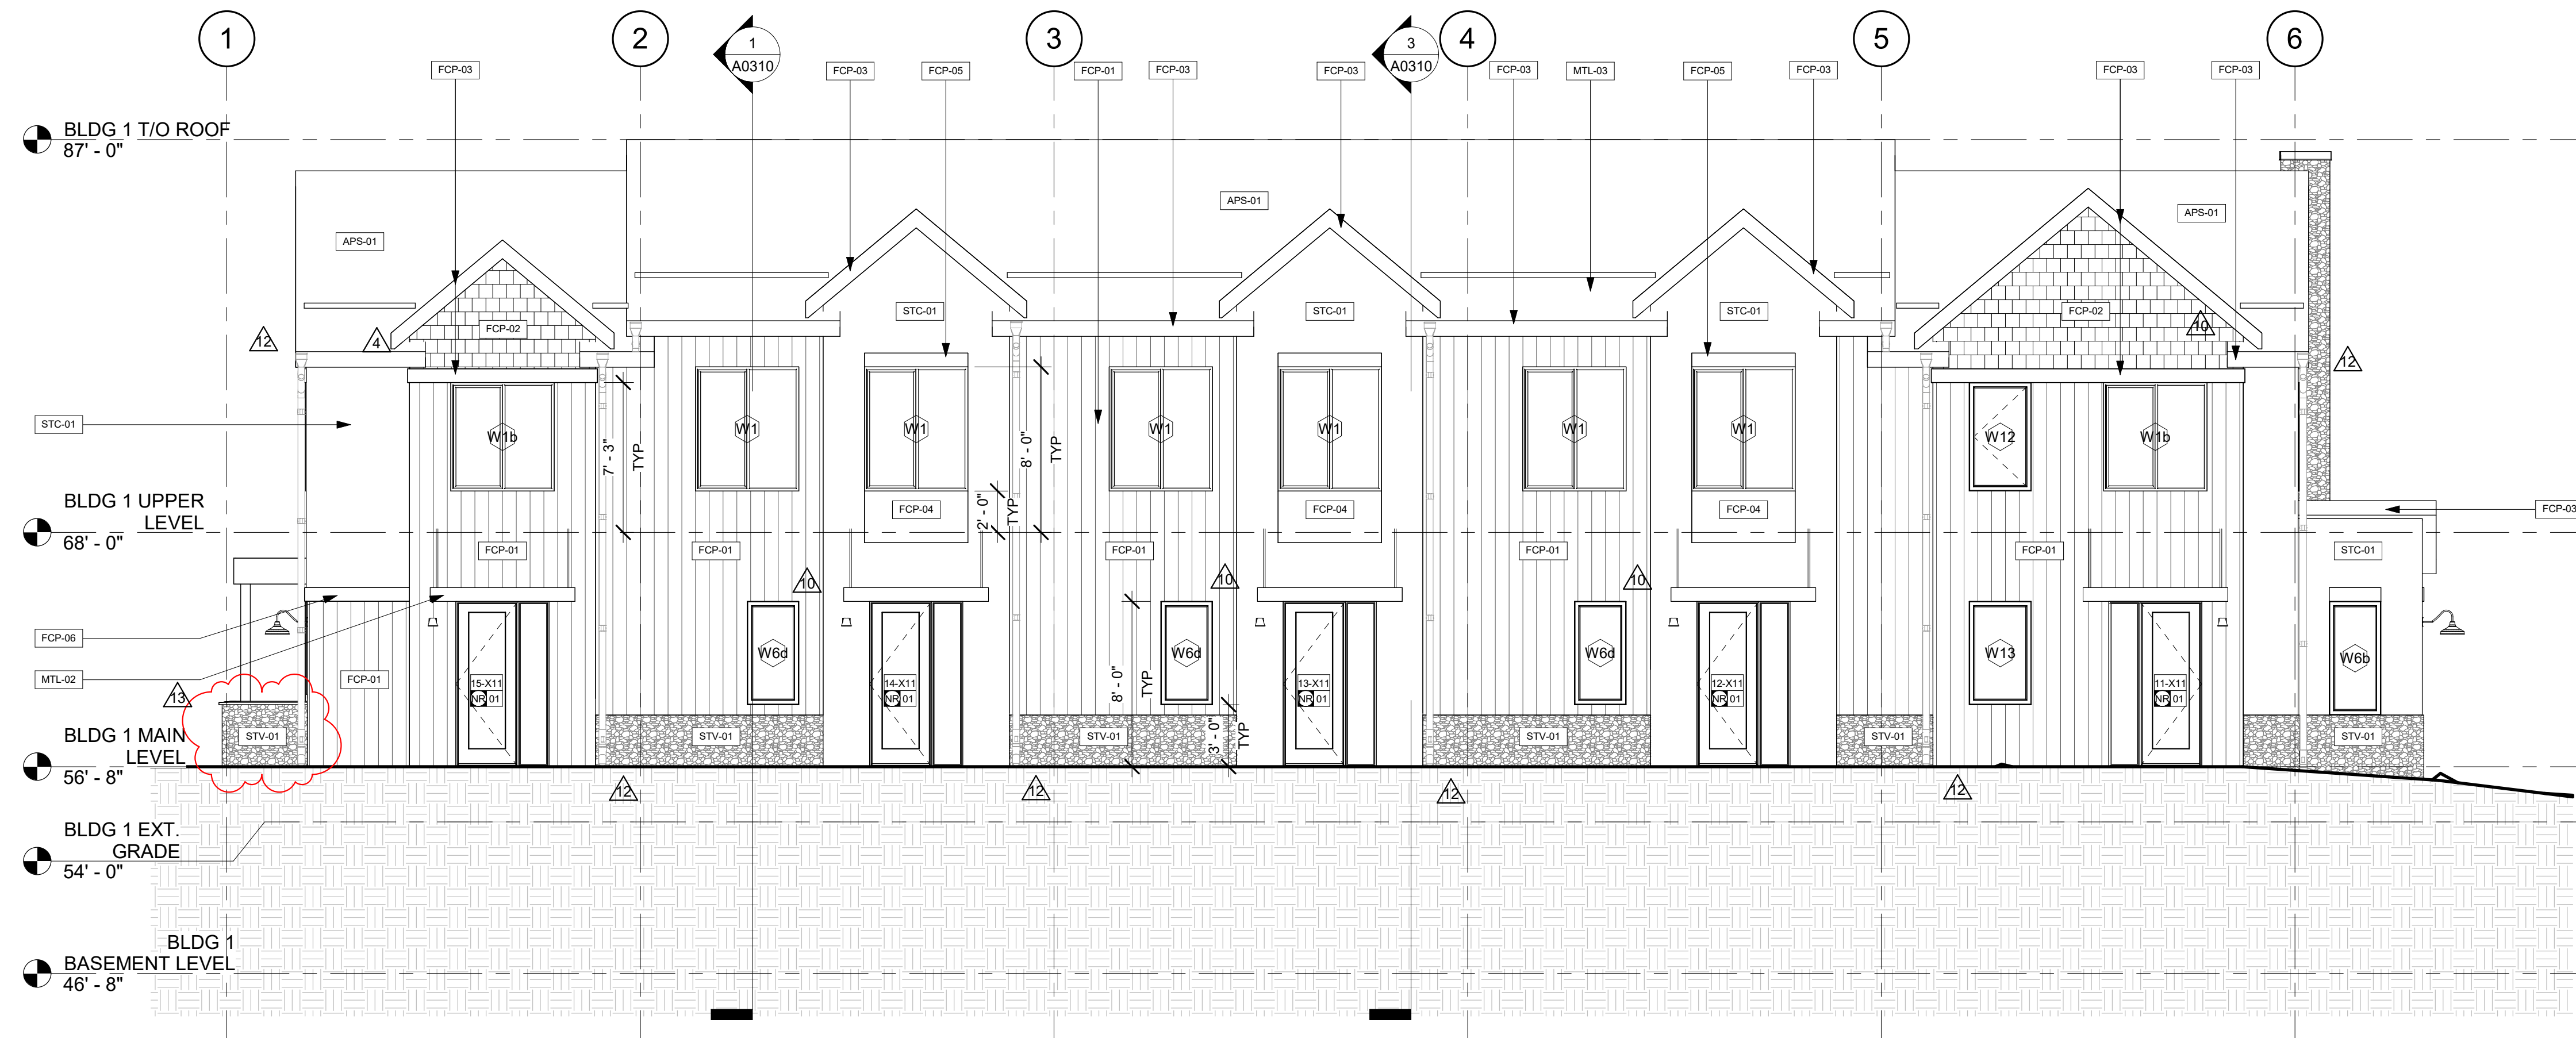 1
2
1
A0310
3
3
A0310
4
5
6
FCP-03
FCP-03
FCP-05
FCP-01
FCP-03
FCP-03
FCP-03
MTL-03
FCP-05
FCP-03
FCP-03
FCP-03
BLDG 1 T/O ROOF
87' - 0"
APS-01
APS-01
APS-01
STC-01
STC-01
STC-01
FCP-02
FCP-02
10
12
4
12
STC-01
W1b
W1
W1
W1
W1
W1
W1
W12
W1b
7' - 3"
TYP
8' - 0"
TYP
2' - 0"
TYP
BLDG 1 UPPER
LEVEL
68' - 0"
FCP-04
FCP-04
FCP-04
FCP-03
FCP-01
FCP-01
FCP-01
FCP-01
FCP-01
STC-01
10
10
10
FCP-06
W6d
W6d
W6d
W13
W6b
MTL-02
FCP-01
13
15-X11
NR 01
14-X11
NR 01
13-X11
NR 01
12-X11
NR 01
11-X11
NR 01
8' - 0"
TYP
3' - 0"
TYP
STV-01
STV-01
STV-01
STV-01
STV-01
STV-01
BLDG 1 MAIN
LEVEL
56' - 8"
12
12
12
12
BLDG 1 EXT.
GRADE
54' - 0"
BLDG 1
BASEMENT LEVEL
46' - 8"